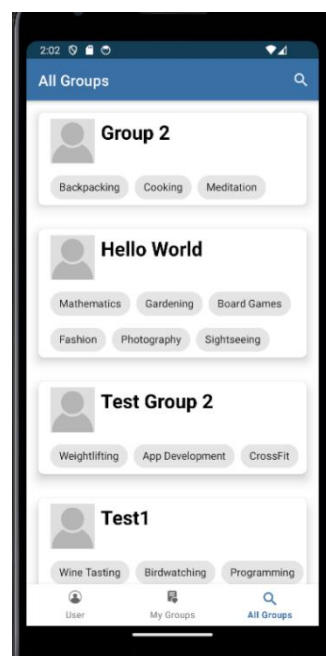 2:02
All Groups
Group 2
Backpacking Cooking Meditation
Hello World
Mathematics Gardening Board Games
Fashion Photography Sightseeing
Test Group 2
Weightlifting App Development CrossFit
Test1
Wine Tasting Birdwatching Programming
User My Groups All Groups